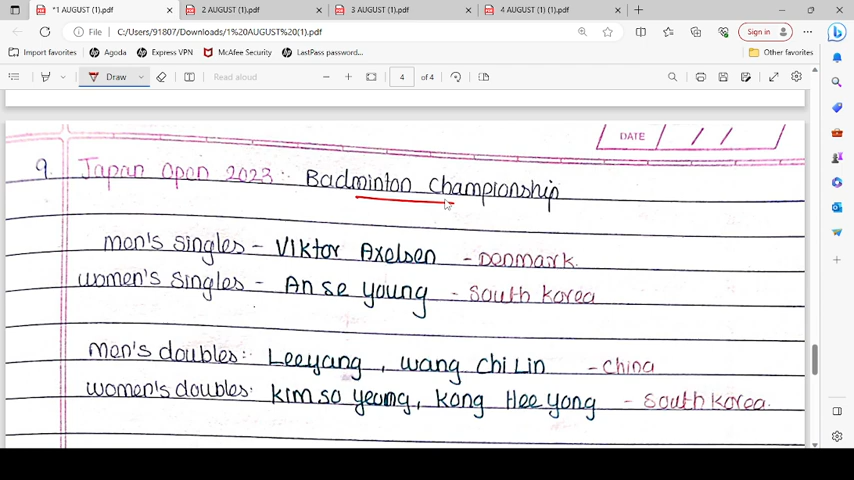 *1 AUGUST (1).pdf
2 AUGUST (1).pdf
3 AUGUST (1).pdf
4 AUGUST (1).pdf
File C:/Users/91807/Downloads/1%20AUGUST%20(1).pdf
Sign in
Import favorites Agoda Express VPN McAfee Security LastPass password... Other favorites
Draw Read aloud 4 of 4
DATE / / /
9. Japan Open 2023: Badminton Championship
men's singles - Viktor Axelsen - Denmark.
women's singles - An se young - south korea
men's doubles: Leeyang, wang chi Lin - china
women's doubles: kim so yeong, kong Hee yong - south korea.